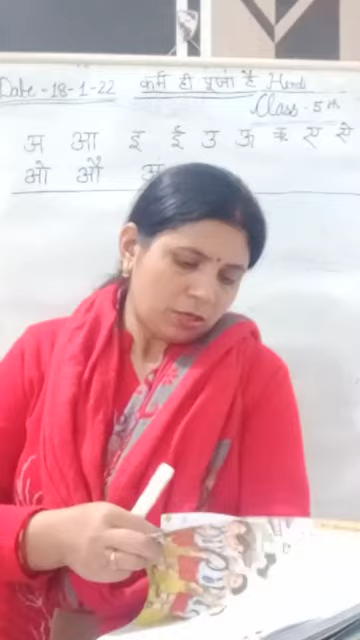 Date - 18-1-22 कर्म ही पूजा है Hindi
Class - 5th
अ आ इ ई उ ऊ ऋ ए ऐ
ओ औ अं